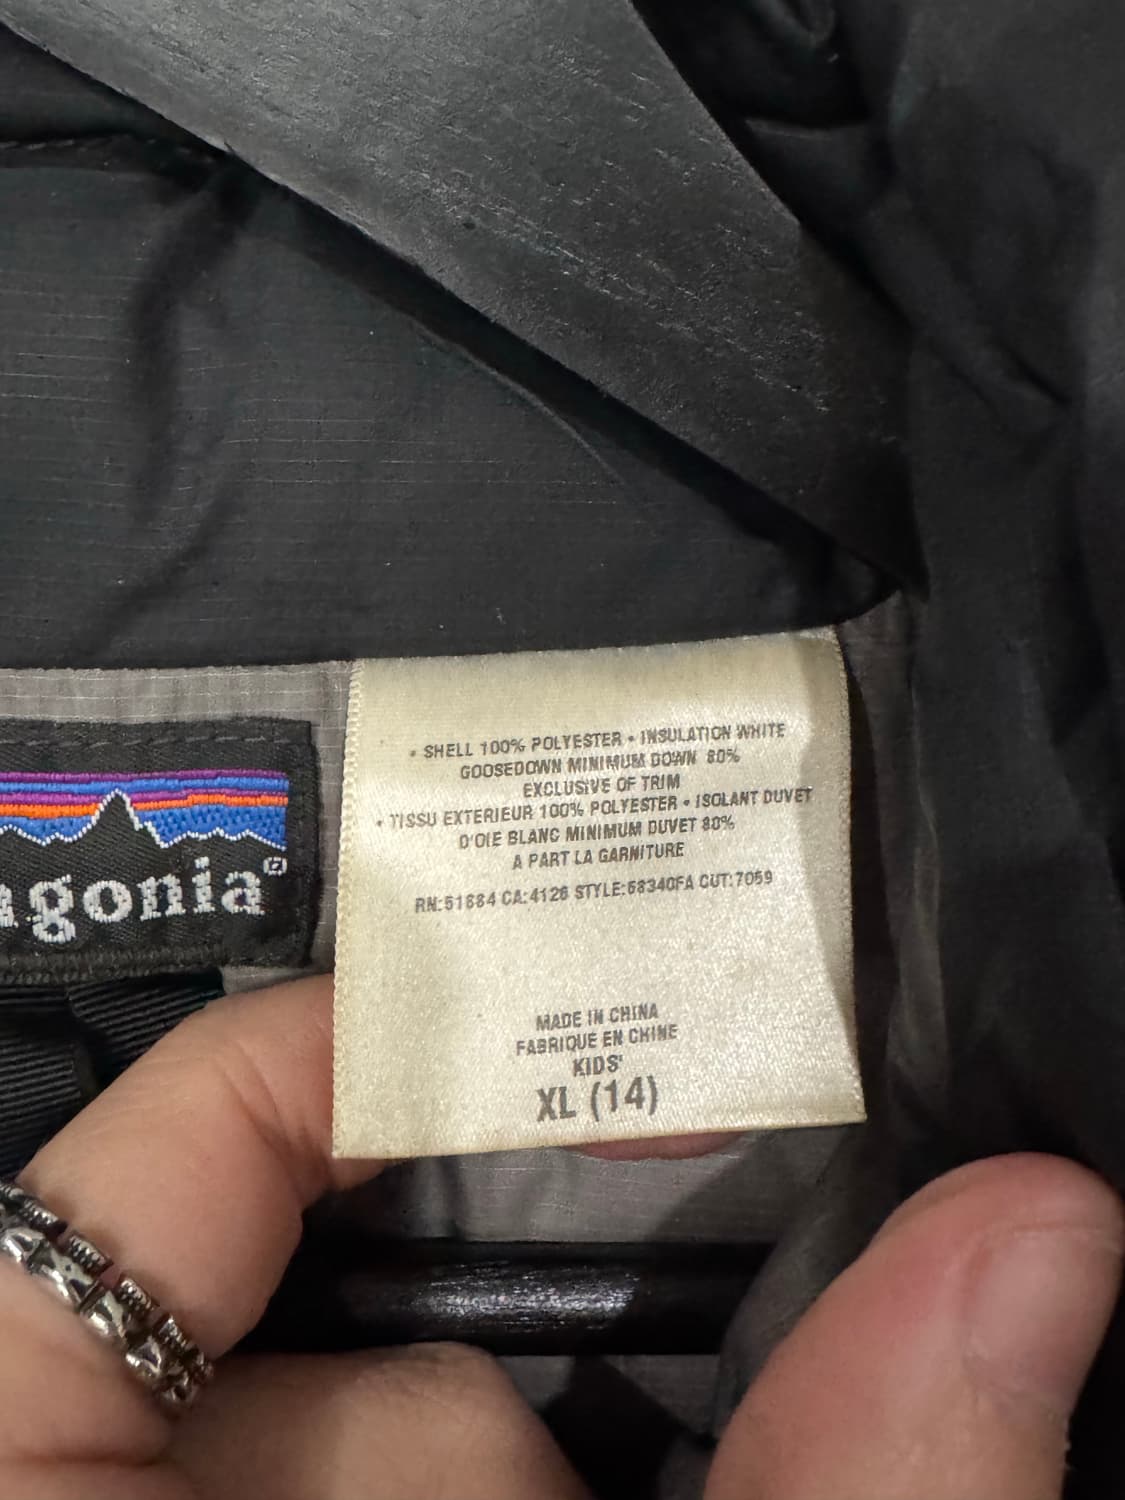 • SHELL 100% POLYESTER • INSULATION WHITE
GOOSEDOWN MINIMUM DOWN 80%
EXCLUSIVE OF TRIM
• TISSU EXTERIEUR 100% POLYESTER • ISOLANT DUVET
D'OIE BLANC MINIMUM DUVET 80%
A PART LA GARNITURE
RN:51884 CA:4126 STYLE:68340FA CUT:7059
agonia®
MADE IN CHINA
FABRIQUE EN CHINE
KIDS'
XL (14)